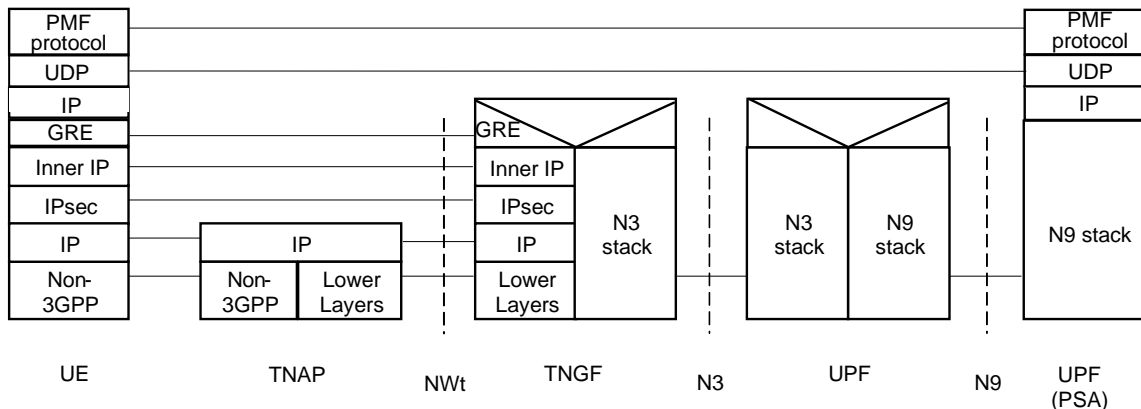 PMF
protocol
UDP
IP
GRE
Inner IP
IPsec
IP
Non-
3GPP
UE
IP
Non-
3GPP
Lower
Layers
TNAP
NWt
GRE
Inner IP
IPsec
IP
Lower
Layers
N3
stack
TNGF
N3
N3
stack
N9
stack
UPF
N9
PMF
protocol
UDP
IP
N9 stack
UPF
(PSA)